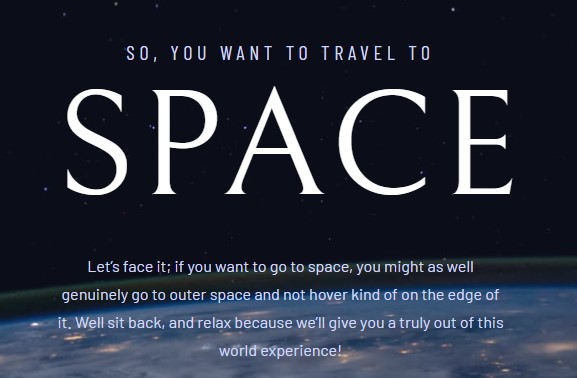 SO, YOU WANT TO TRAVEL TO
SPACE
Let’s face it; if you want to go to space, you might as well
genuinely go to outer space and not hover kind of on the edge of
it. Well sit back, and relax because we’ll give you a truly out of this
world experience!